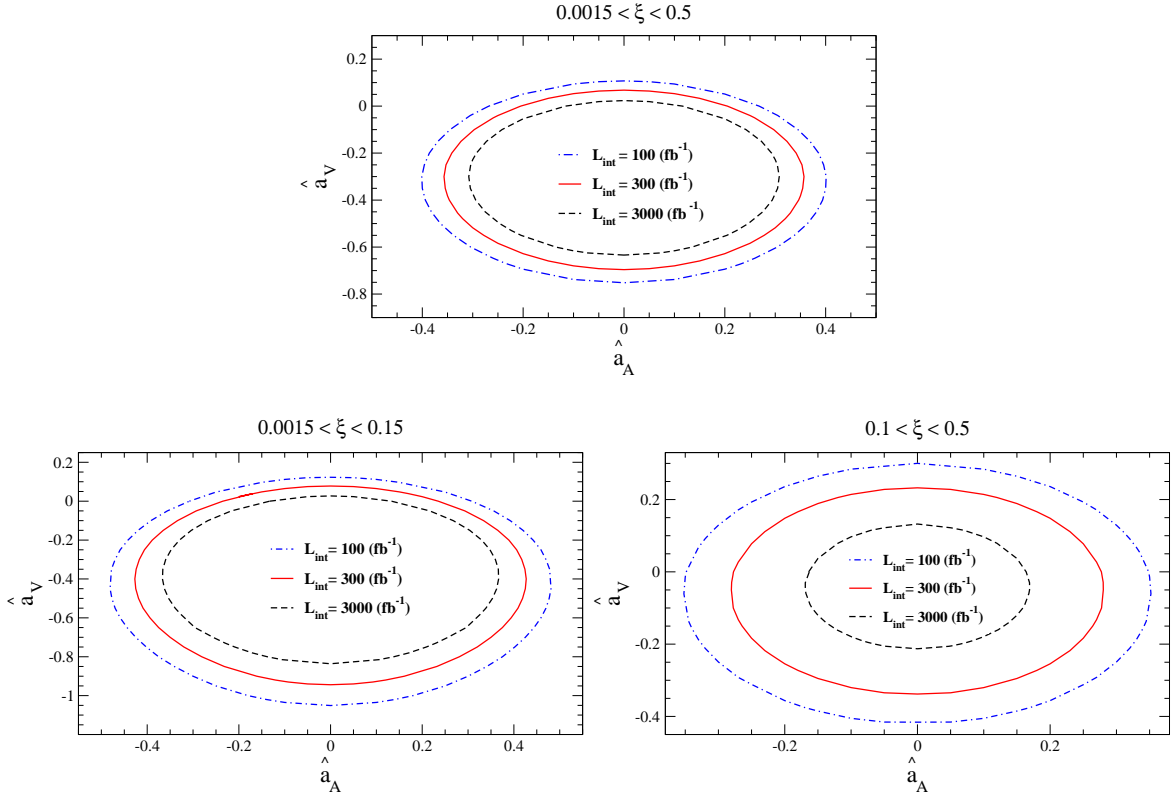 0.0015 < ξ < 0.5
0.2
0
-0.2
-0.4
-0.6
-0.8
â_V
L_int = 100 (fb^-1)
L_int = 300 (fb^-1)
L_int = 3000 (fb^-1)
-0.4 -0.2 0 0.2 0.4
â_A
0.0015 < ξ < 0.15
0.2
0
-0.2
-0.4
-0.6
-0.8
-1
â_V
L_int = 100 (fb^-1)
L_int = 300 (fb^-1)
L_int = 3000 (fb^-1)
-0.4 -0.2 0 0.2 0.4
â_A
0.1 < ξ < 0.5
0.2
0
-0.2
-0.4
â_V
L_int = 100 (fb^-1)
L_int = 300 (fb^-1)
L_int = 3000 (fb^-1)
-0.2 0 0.2
â_A